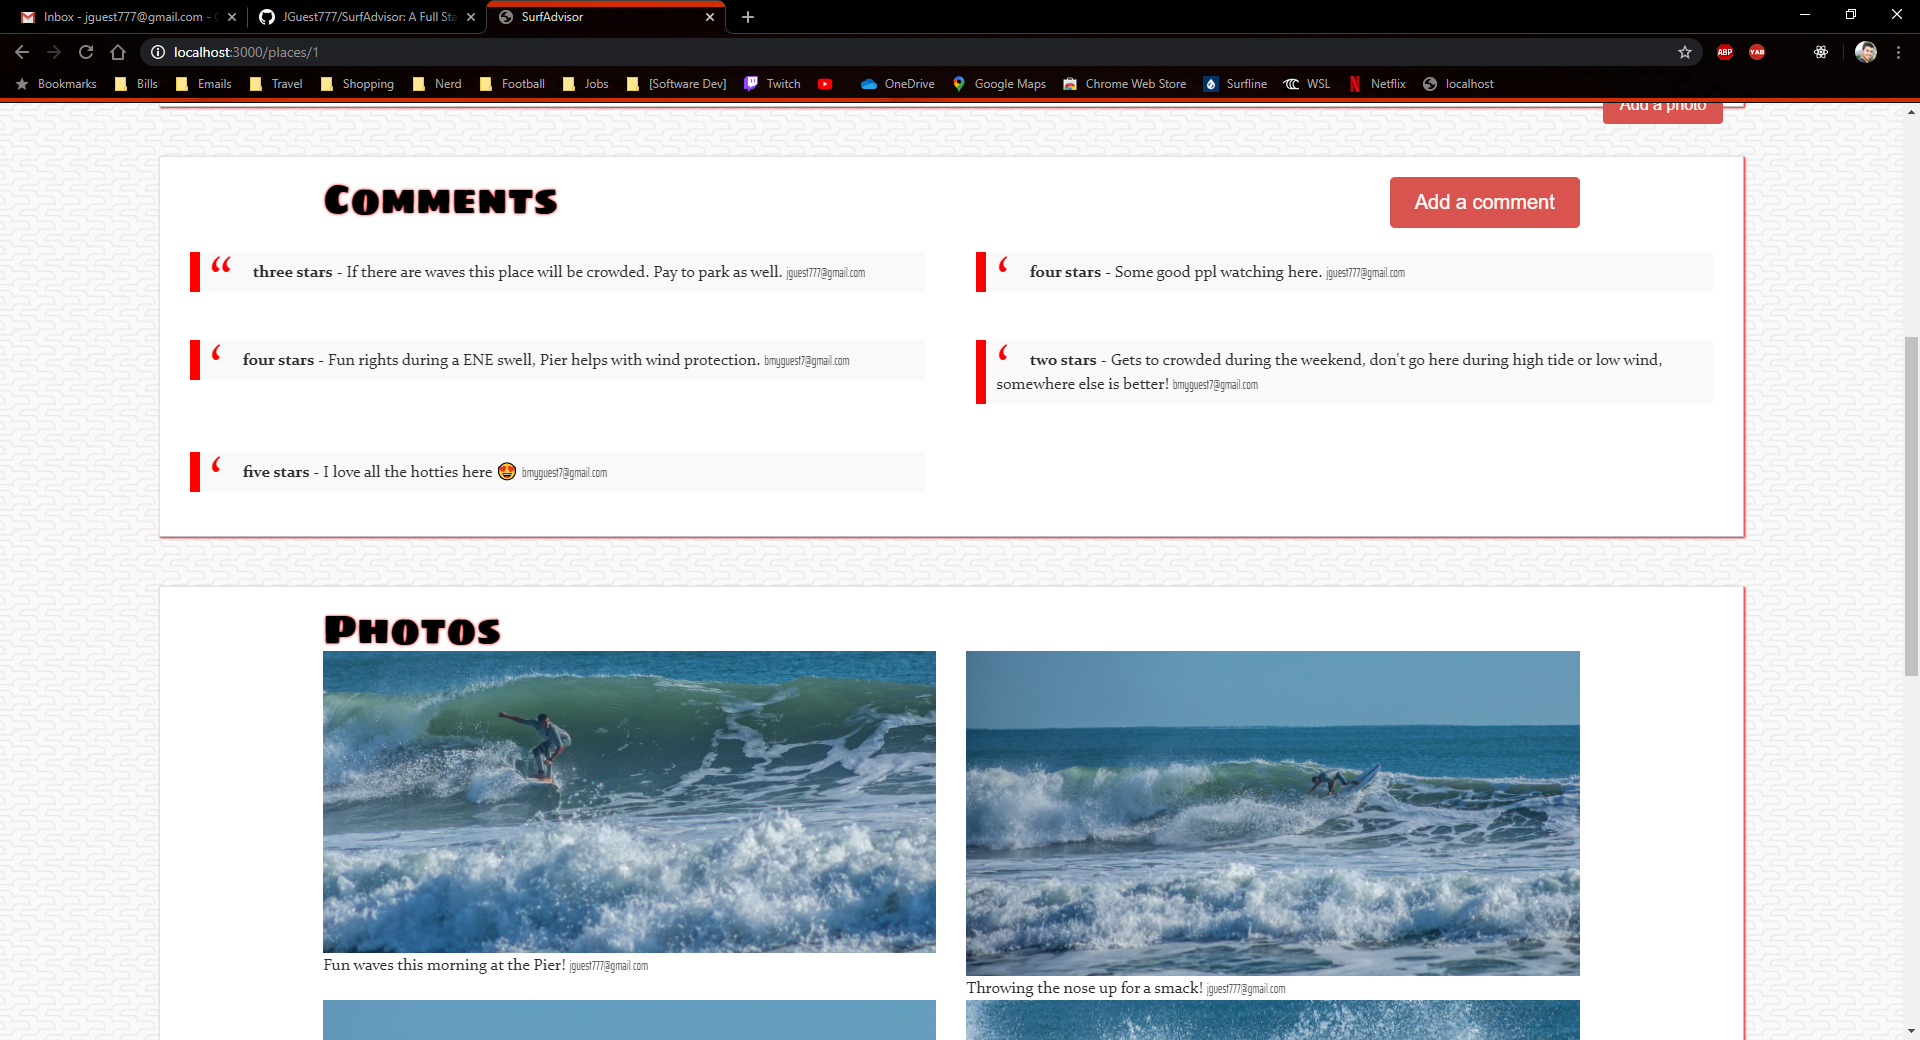 Inbox - jguest777@gmail.com -
JGuest777/SurfAdvisor: A Full Sta
SurfAdvisor
localhost:3000/places/1
ABP
YAB
Bookmarks Bills Emails Travel Shopping Nerd Football Jobs [Software Dev] Twitch OneDrive Google Maps Chrome Web Store Surfline WSL Netflix localhost
Add a photo
Comments
Add a comment
“ three stars - If there are waves this place will be crowded. Pay to park as well. jguest777@gmail.com
‘ four stars - Some good ppl watching here. jguest777@gmail.com
‘ four stars - Fun rights during a ENE swell, Pier helps with wind protection. bmyguest7@gmail.com
‘ two stars - Gets to crowded during the weekend, don't go here during high tide or low wind,
somewhere else is better! bmyguest7@gmail.com
‘ five stars - I love all the hotties here 😍 bmyguest7@gmail.com
Photos
Fun waves this morning at the Pier! jguest777@gmail.com
Throwing the nose up for a smack! jguest777@gmail.com